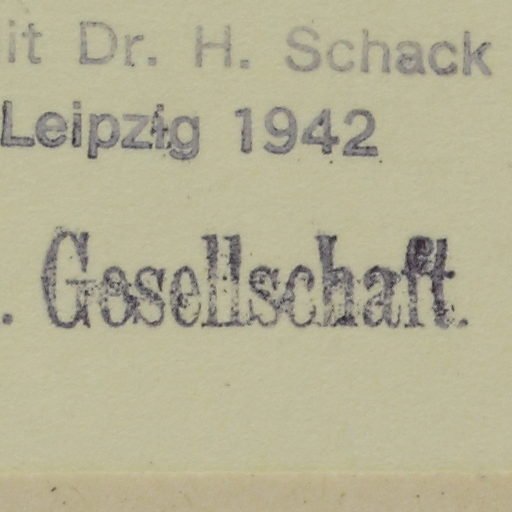 it Dr. H. Schack
Leipzig 1942
. Gesellschaft.